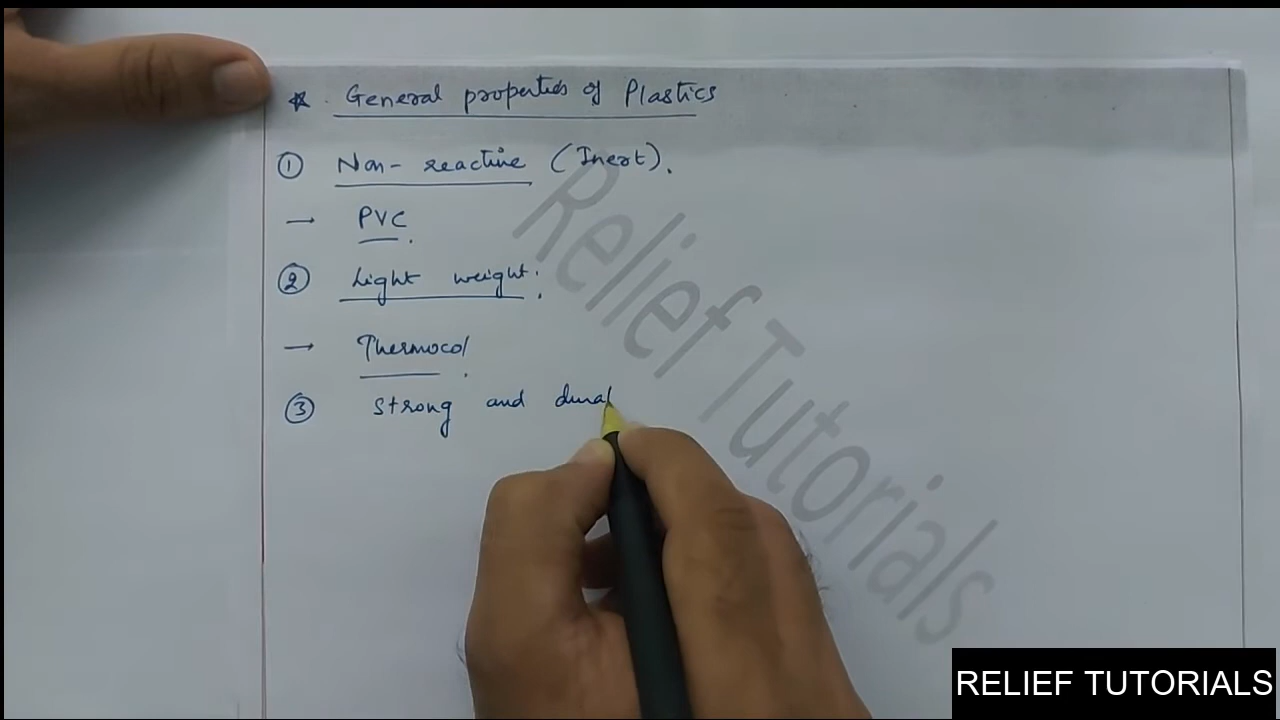 * General properties of Plastics
① Non-reactive (Inert).
→ PVC.
② Light weight:
→ Thermocol.
③ Strong and durab
Relief Tutorials
RELIEF TUTORIALS